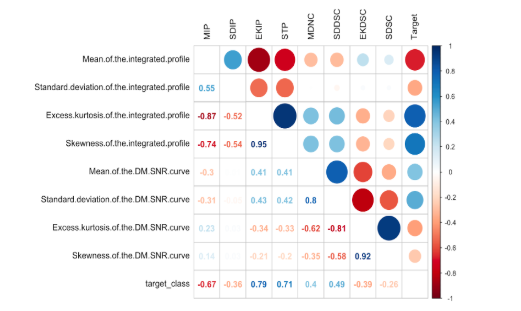 MIP SDIP EKIP STP MDNC SDDSC EKDSC SDSC Target
Mean.of.the.integrated.profile
Standard.deviation.of.the.integrated.profile 0.55
Excess.kurtosis.of.the.integrated.profile -0.87 -0.52
Skewness.of.the.integrated.profile -0.74 -0.54 0.95
Mean.of.the.DM.SNR.curve -0.3 0.41 0.41
Standard.deviation.of.the.DM.SNR.curve -0.31 0.43 0.42 0.8
Excess.kurtosis.of.the.DM.SNR.curve 0.23 -0.34 -0.33 -0.62 -0.81
Skewness.of.the.DM.SNR.curve 0.14 -0.21 -0.2 -0.35 -0.58 0.92
target_class -0.67 -0.36 0.79 0.71 0.4 0.49 -0.39 -0.26
1
0.8
0.6
0.4
0.2
0
-0.2
-0.4
-0.6
-0.8
-1